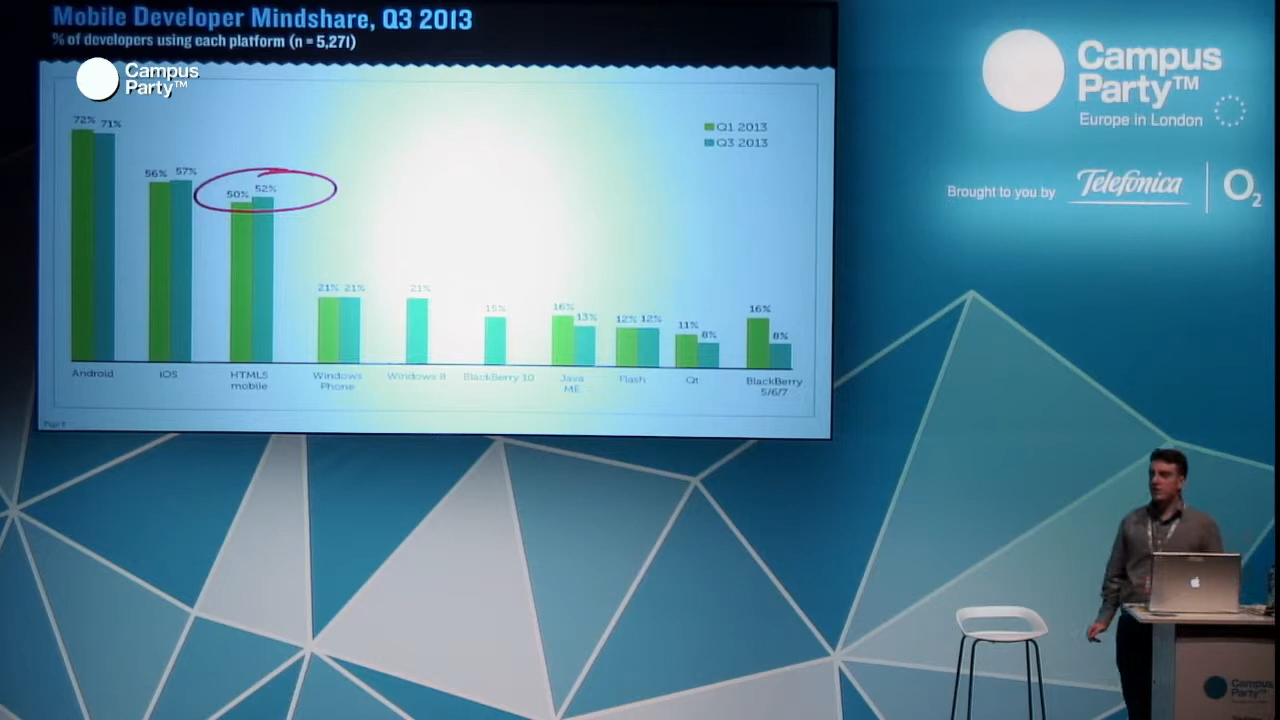 Mobile Developer Mindshare, Q3 2013
% of developers using each platform (n = 5,271)
Campus
Party™
72% 71%
56% 57%
50% 52%
21% 21%
21%
15%
16% 13%
12% 12%
11% 8%
16% 8%
Q1 2013
Q3 2013
Android
iOS
HTML5
mobile
Windows
Phone
Windows 8
BlackBerry 10
Java
ME
Flash
Qt
BlackBerry
5/6/7
Campus
Party™
Europe in London
Brought to you by Telefónica O2
Campus
Party™